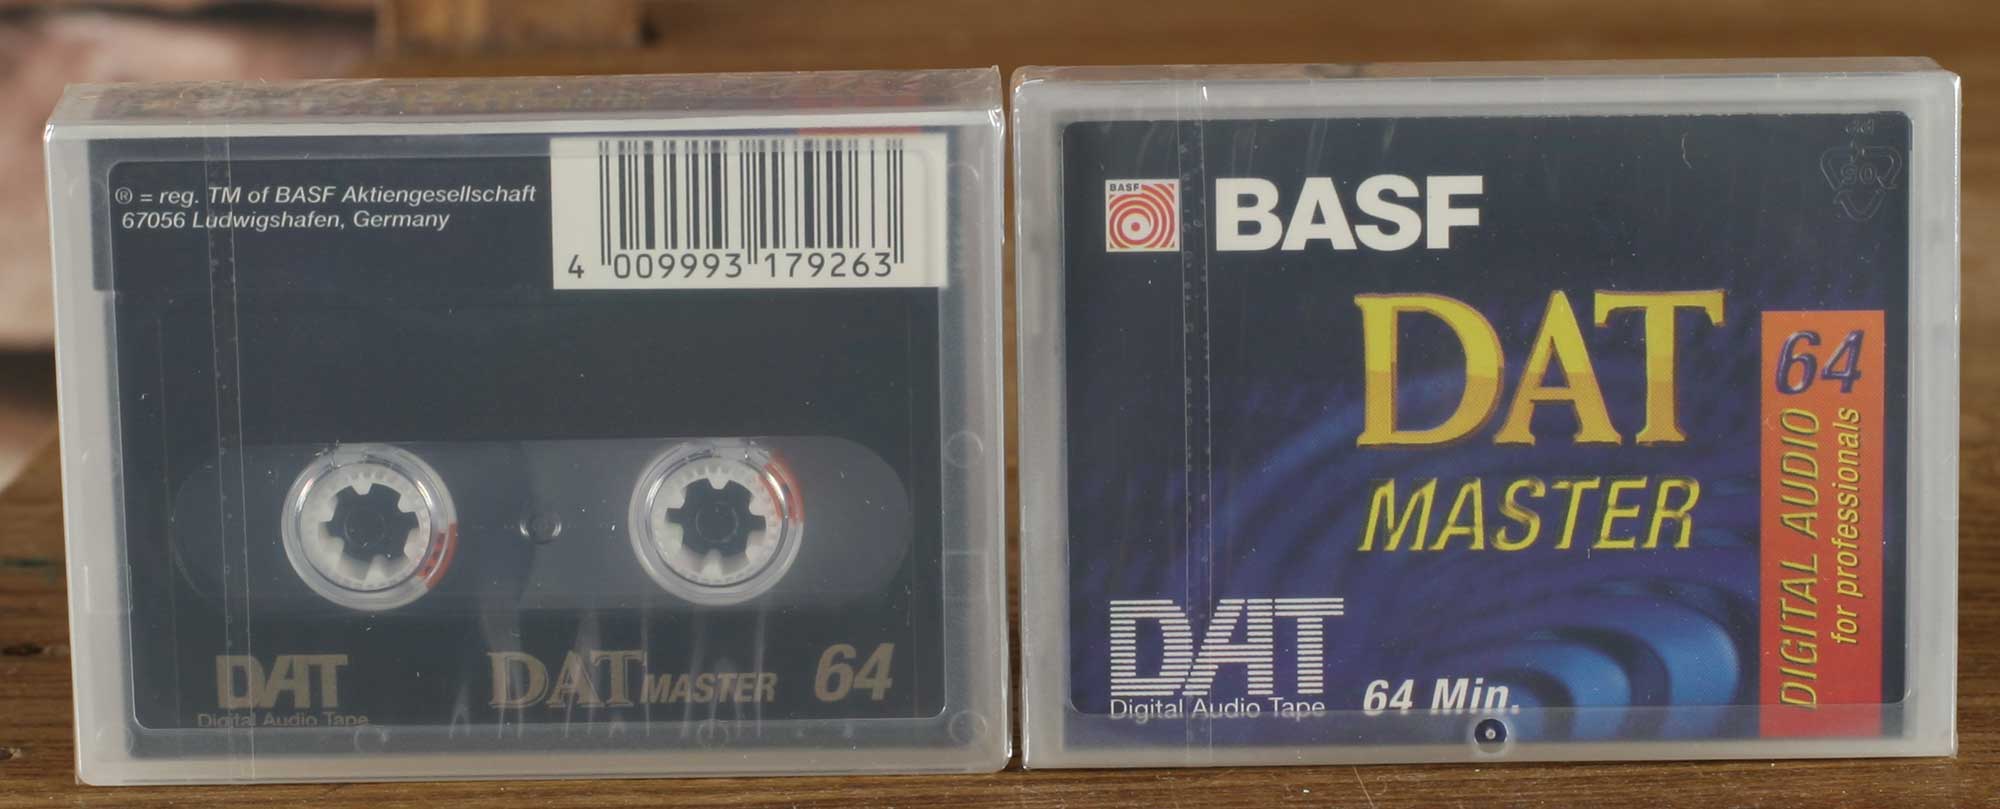 ® = reg. TM of BASF Aktiengesellschaft
67056 Ludwigshafen, Germany
4 009993 179263
DAT
Digital Audio Tape
DAT MASTER 64
BASF
BASF
DAT
MASTER
64
DIGITAL AUDIO
for professionals
DAT
Digital Audio Tape
64 Min.